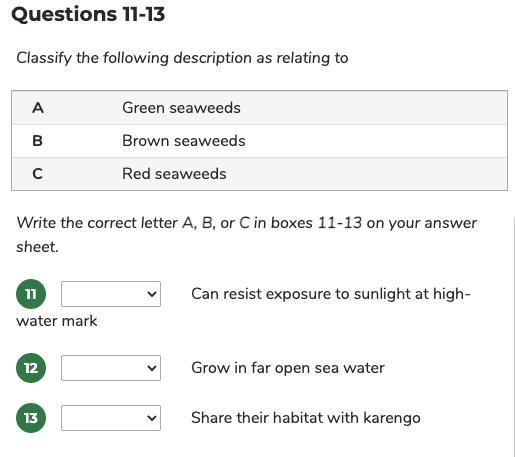 Questions 11-13
Classify the following description as relating to
A Green seaweeds
B Brown seaweeds
C Red seaweeds
Write the correct letter A, B, or C in boxes 11-13 on your answer
sheet.
11 Can resist exposure to sunlight at high-
water mark
12 Grow in far open sea water
13 Share their habitat with karengo